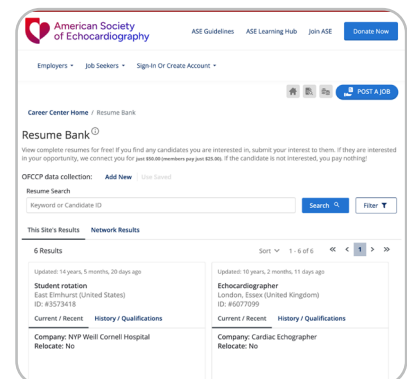 American Society
of Echocardiography
ASE Guidelines ASE Learning Hub Join ASE Donate Now
Employers Job Seekers Sign-In Or Create Account
POST A JOB
Career Center Home / Resume Bank
Resume Bank
View complete resumes for free! If you find any candidates you are interested in, submit your interest to them. If they are interested
in your opportunity, we connect you for just $50.00 (members pay just $25.00). If the candidate is not interested, you pay nothing!
OFCCP data collection: Add New | Use Saved
Resume Search
Keyword or Candidate ID Search Filter
This Site's Results Network Results
6 Results Sort 1 - 6 of 6 « < 1 > »
Updated: 14 years, 5 months, 20 days ago
Student rotation
East Elmhurst (United States)
ID: #3573418
Current / Recent History / Qualifications
Company: NYP Weill Cornell Hospital
Relocate: No
Updated: 10 years, 2 months, 11 days ago
Echocardiographer
London, Essex (United Kingdom)
ID: #6077099
Current / Recent History / Qualifications
Company: Cardiac Echographer
Relocate: No